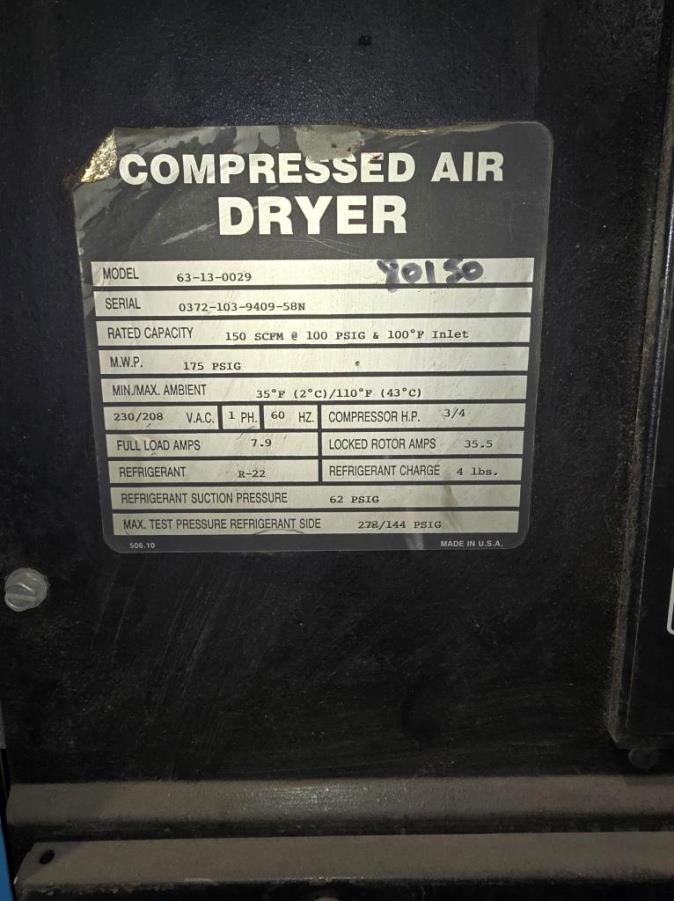 COMPRESSED AIR
DRYER
MODEL 63-13-0029 80150
SERIAL 0372-103-9409-58N
RATED CAPACITY 150 SCFM @ 100 PSIG & 100°F Inlet
M.W.P. 175 PSIG
MIN./MAX. AMBIENT 35°F (2°C)/110°F (43°C)
230/208 V.A.C. 1 PH. 60 HZ. COMPRESSOR H.P. 3/4
FULL LOAD AMPS 7.9 LOCKED ROTOR AMPS 35.5
REFRIGERANT R-22 REFRIGERANT CHARGE 4 lbs.
REFRIGERANT SUCTION PRESSURE 62 PSIG
MAX. TEST PRESSURE REFRIGERANT SIDE 278/144 PSIG
506.10 MADE IN U.S.A.